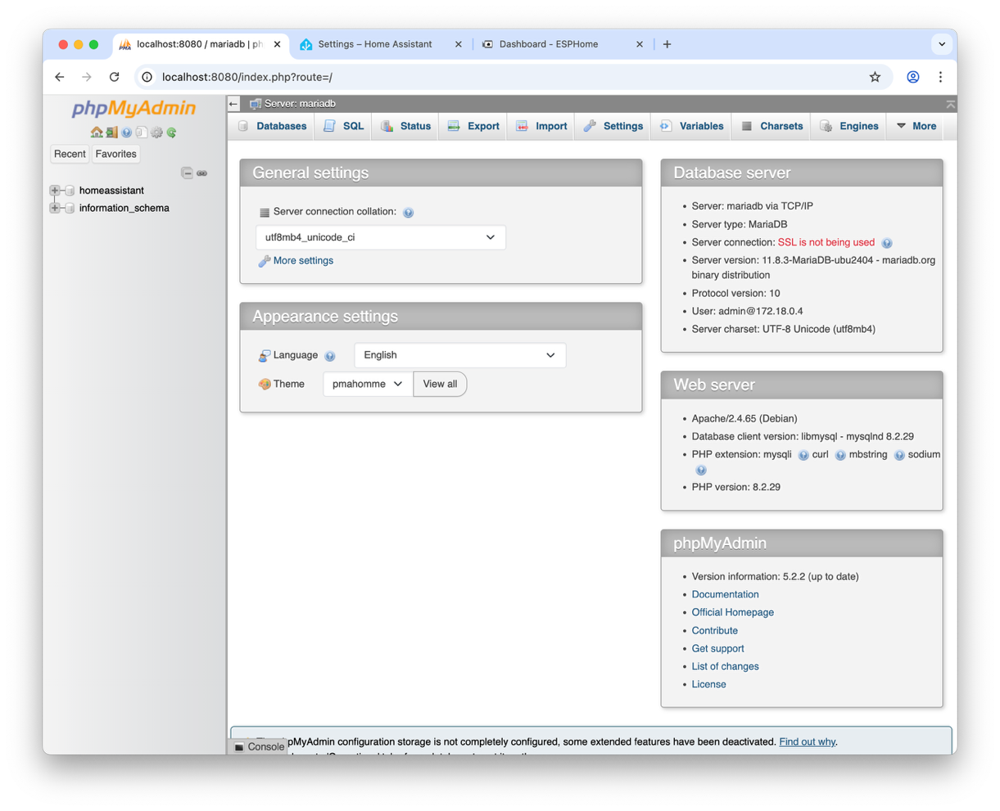 localhost:8080 / mariadb | ph
Settings – Home Assistant
Dashboard - ESPHome
localhost:8080/index.php?route=/
phpMyAdmin
Recent
Favorites
homeassistant
information_schema
Server: mariadb
Databases
SQL
Status
Export
Import
Settings
Variables
Charsets
Engines
More
General settings
Server connection collation:
utf8mb4_unicode_ci
More settings
Appearance settings
Language
English
Theme
pmahomme
View all
Database server
Server: mariadb via TCP/IP
Server type: MariaDB
Server connection: SSL is not being used
Server version: 11.8.3-MariaDB-ubu2404 - mariadb.org
binary distribution
Protocol version: 10
User: admin@172.18.0.4
Server charset: UTF-8 Unicode (utf8mb4)
Web server
Apache/2.4.65 (Debian)
Database client version: libmysql - mysqlnd 8.2.29
PHP extension: mysqli curl mbstring sodium
PHP version: 8.2.29
phpMyAdmin
Version information: 5.2.2 (up to date)
Documentation
Official Homepage
Contribute
Get support
List of changes
License
pMyAdmin configuration storage is not completely configured, some extended features have been deactivated. Find out why.
Console